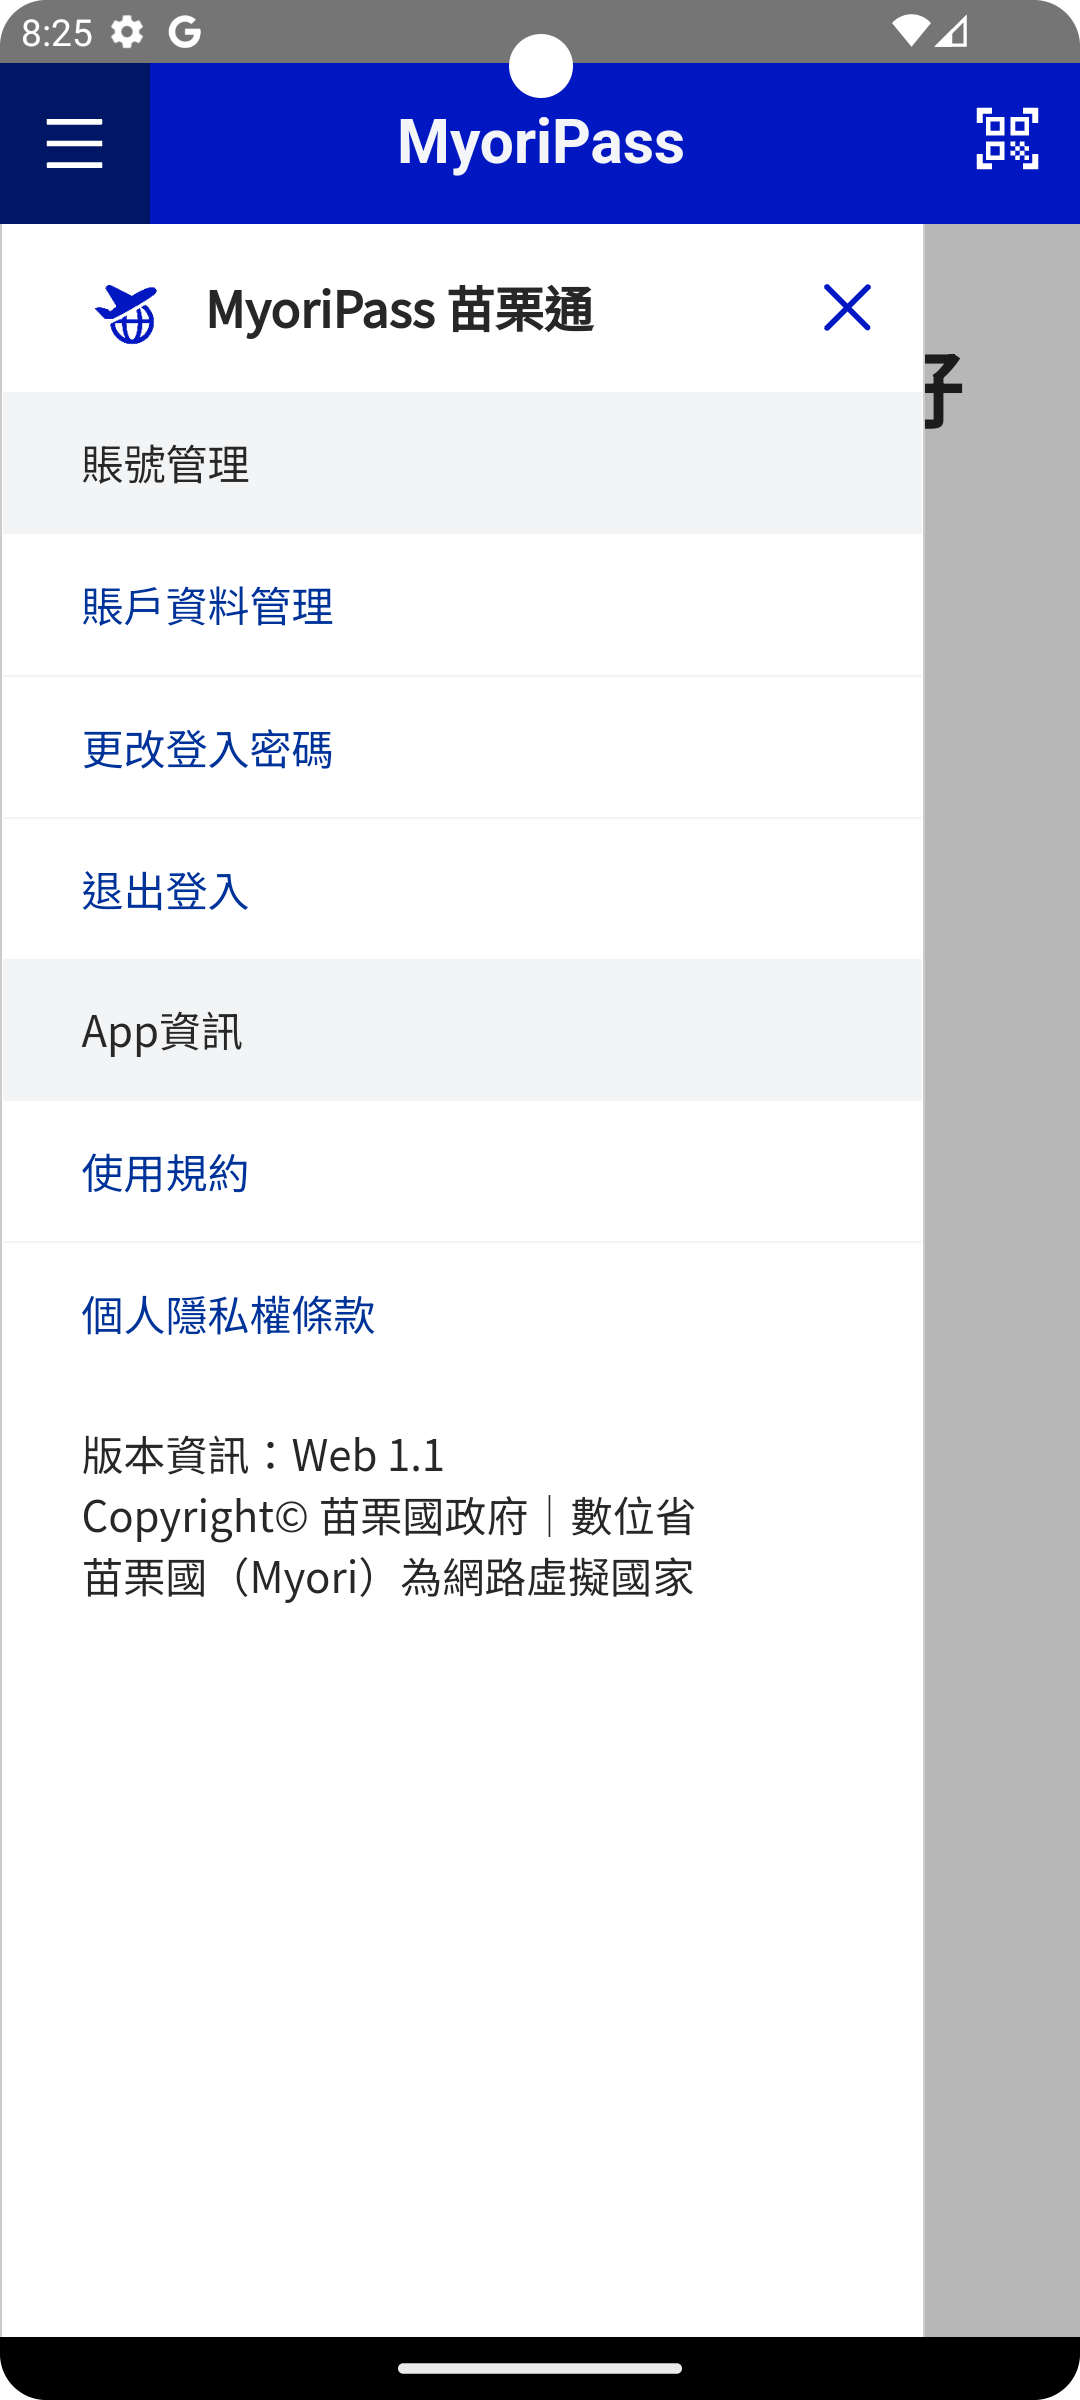 8:25
MyoriPass
MyoriPass 苗栗通
好
賬號管理
賬戶資料管理
更改登入密碼
退出登入
App資訊
使用規約
個人隱私權條款
版本資訊：Web 1.1
Copyright© 苗栗國政府｜數位省
苗栗國（Myori）為網路虛擬國家